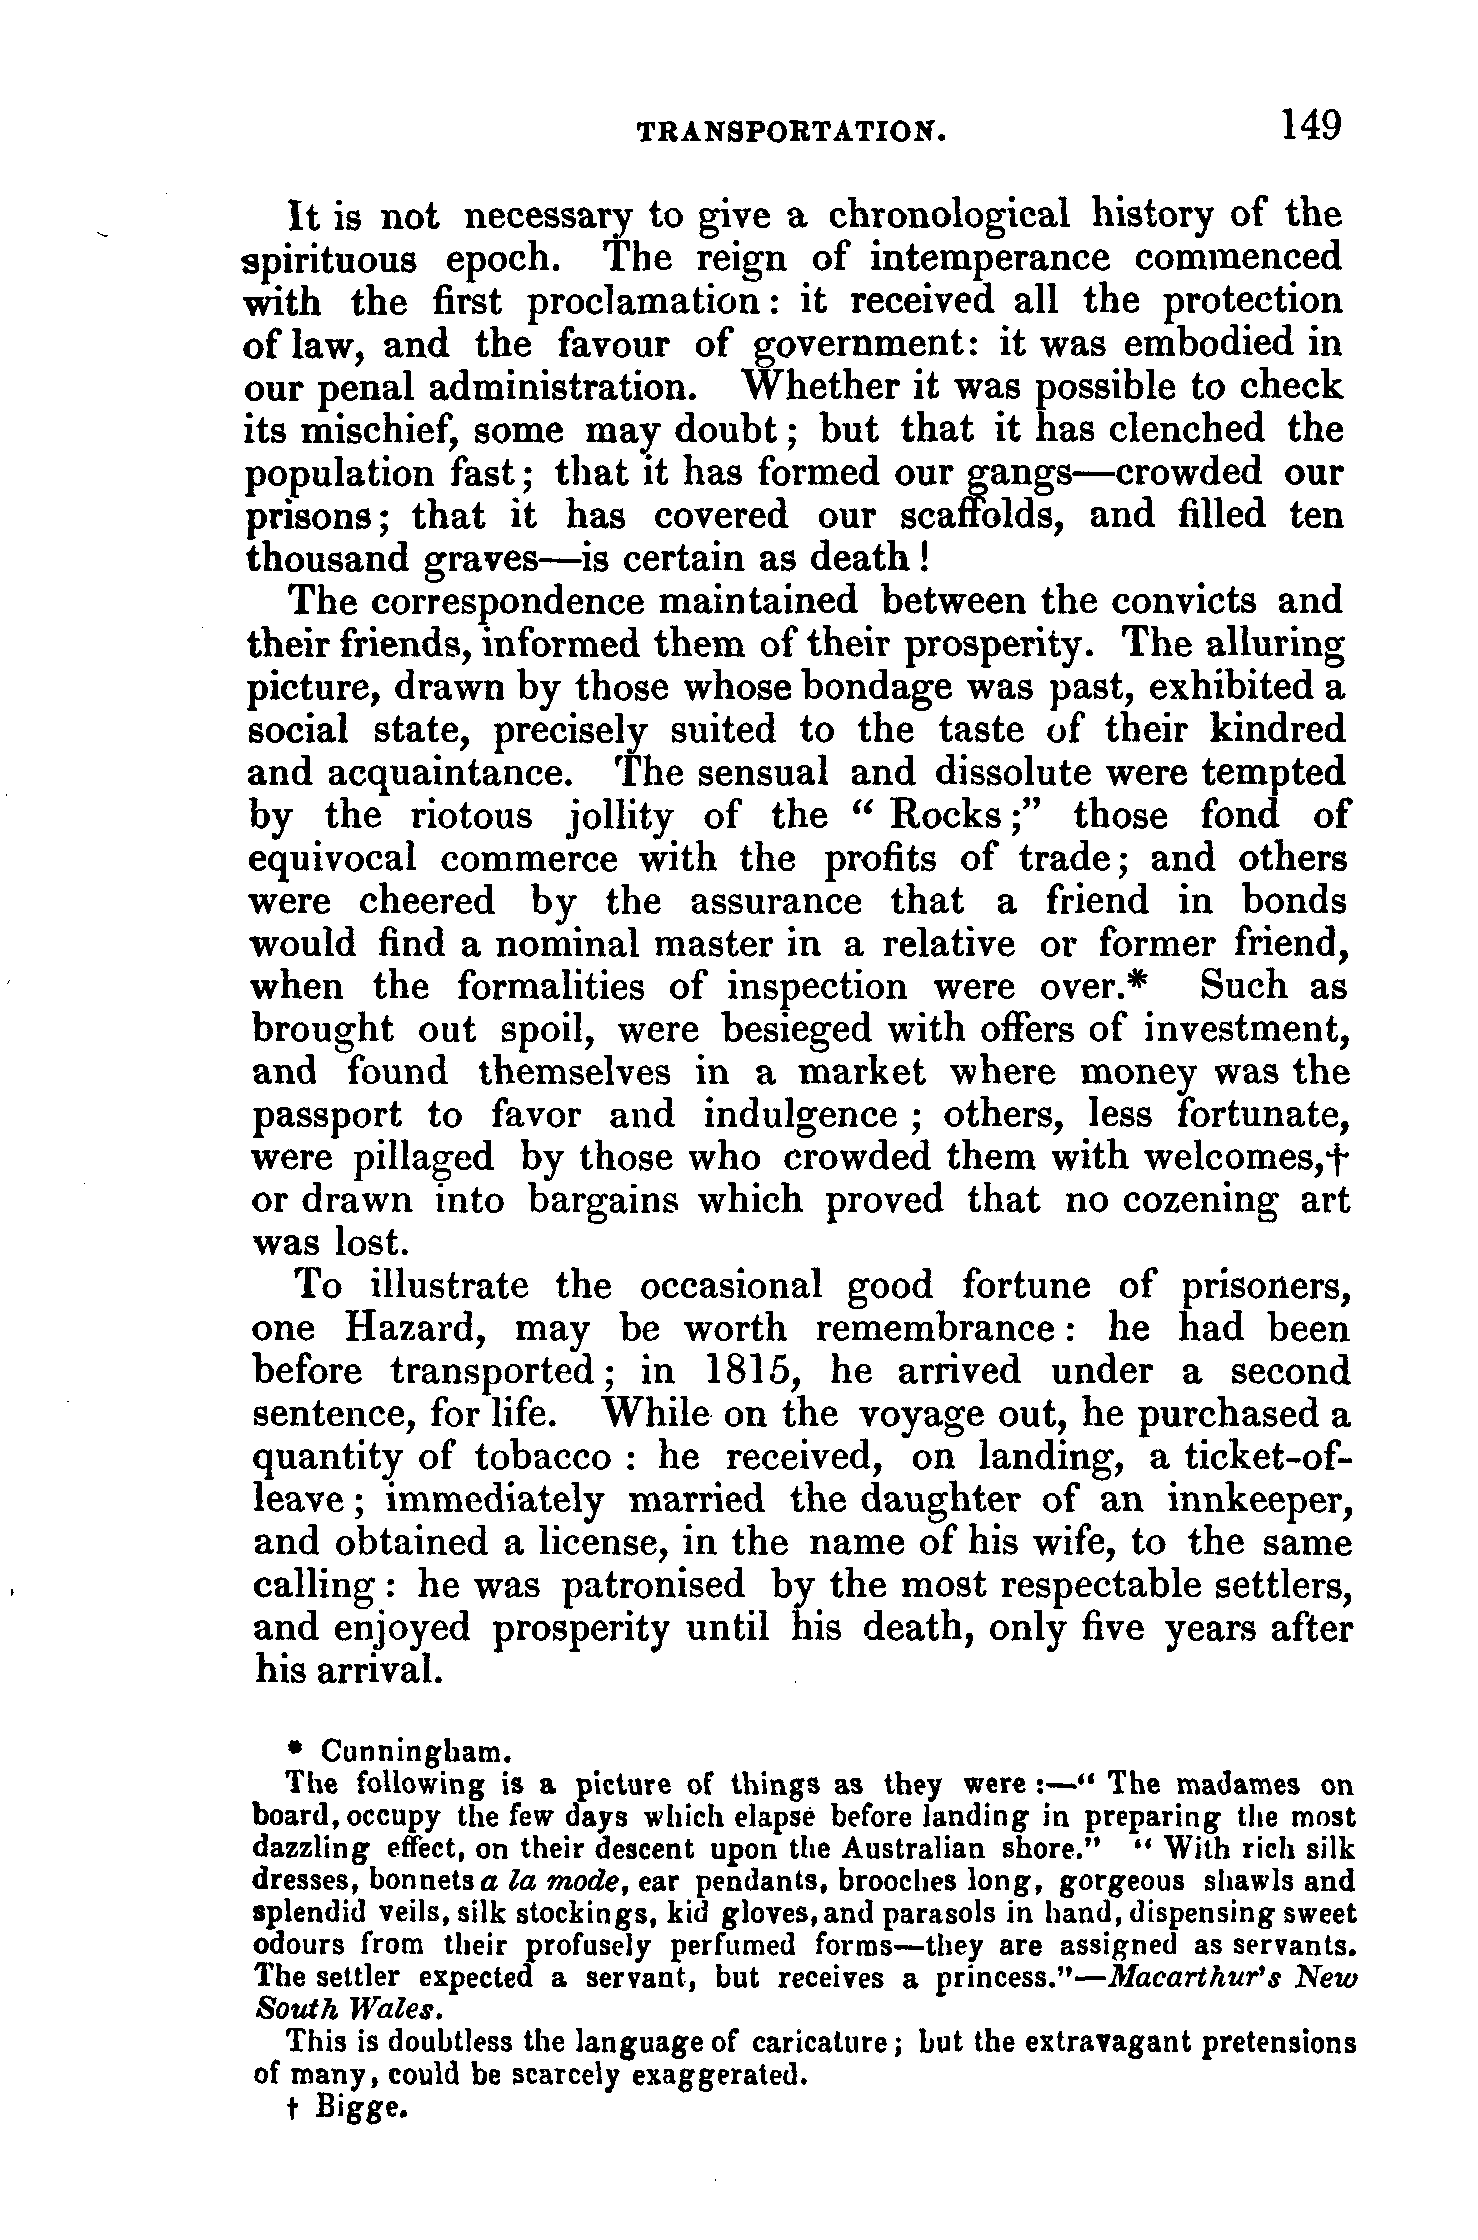 TRANSPORTATION. 149
It is not necessary to give a chronological history of the
spirituous epoch. The reign of intemperance commenced
with the first proclamation: it received all the protection
of law, and the favour of government: it was embodied in
our penal administration. Whether it was possible to check
its mischief, some may doubt; but that it has clenched the
population fast; that it has formed our gangs—crowded our
prisons; that it has covered our scaffolds, and filled ten
thousand graves—is certain as death!
The correspondence maintained between the convicts and
their friends, informed them of their prosperity. The alluring
picture, drawn by those whose bondage was past, exhibited a
social state, precisely suited to the taste of their kindred
and acquaintance. The sensual and dissolute were tempted
by the riotous jollity of the "Rocks;" those fond of
equivocal commerce with the profits of trade; and others
were cheered by the assurance that a friend in bonds
would find a nominal master in a relative or former friend,
when the formalities of inspection were over.* Such as
brought out spoil, were besieged with offers of investment,
and found themselves in a market where money was the
passport to favor and indulgence; others, less fortunate,
were pillaged by those who crowded them with welcomes,†
or drawn into bargains which proved that no cozening art
was lost.
To illustrate the occasional good fortune of prisoners,
one Hazard, may be worth remembrance: he had been
before transported; in 1815, he arrived under a second
sentence, for life. While on the voyage out, he purchased a
quantity of tobacco: he received, on landing, a ticket-of-
leave; immediately married the daughter of an innkeeper,
and obtained a license, in the name of his wife, to the same
calling: he was patronised by the most respectable settlers,
and enjoyed prosperity until his death, only five years after
his arrival.
* Cunningham.
The following is a picture of things as they were:—"The madames on
board, occupy the few days which elapse before landing in preparing the most
dazzling effect, on their descent upon the Australian shore." "With rich silk
dresses, bonnets a la mode, ear pendants, brooches long, gorgeous shawls and
splendid veils, silk stockings, kid gloves, and parasols in hand, dispensing sweet
odours from their profusely perfumed forms—they are assigned as servants.
The settler expected a servant, but receives a princess."—Macarthur's New
South Wales.
This is doubtless the language of caricature; but the extravagant pretensions
of many, could be scarcely exaggerated.
† Bigge.